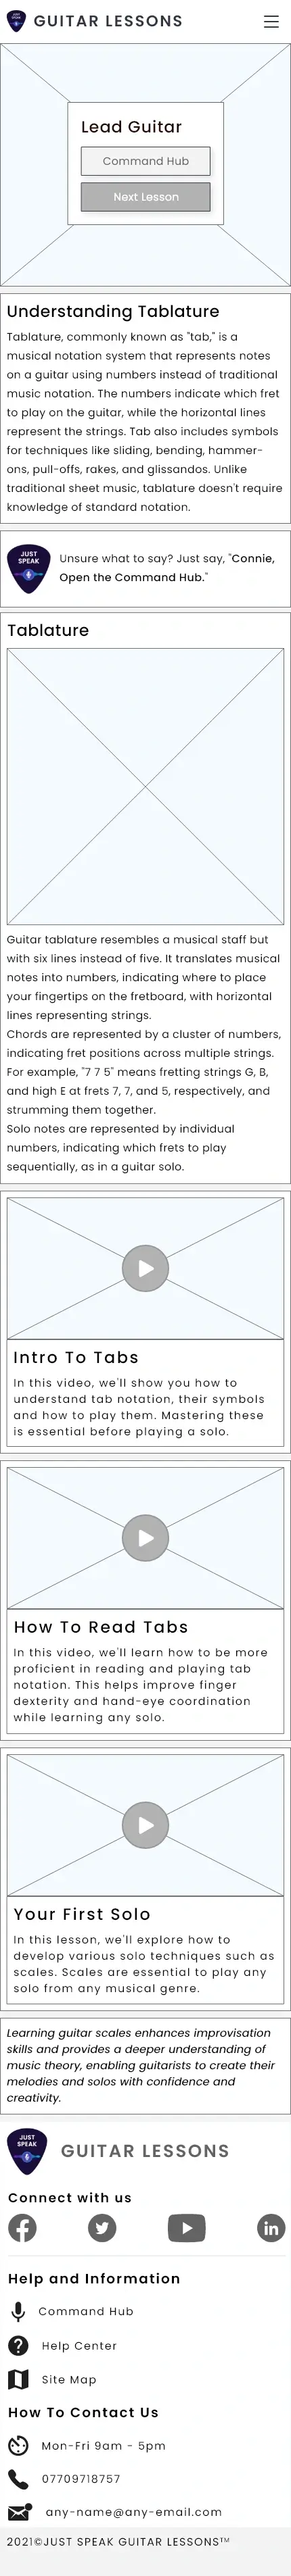 JUST
SPEAK
GUITAR LESSONS
Lead Guitar
Command Hub
Next Lesson
Understanding Tablature
Tablature, commonly known as "tab," is a
musical notation system that represents notes
on a guitar using numbers instead of traditional
music notation. The numbers indicate which fret
to play on the guitar, while the horizontal lines
represent the strings. Tab also includes symbols
for techniques like sliding, bending, hammer-
ons, pull-offs, rakes, and glissandos. Unlike
traditional sheet music, tablature doesn't require
knowledge of standard notation.
JUST
SPEAK
Unsure what to say? Just say, "Connie,
Open the Command Hub."
Tablature
Guitar tablature resembles a musical staff but
with six lines instead of five. It translates musical
notes into numbers, indicating where to place
your fingertips on the fretboard, with horizontal
lines representing strings.
Chords are represented by a cluster of numbers,
indicating fret positions across multiple strings.
For example, "7 7 5" means fretting strings G, B,
and high E at frets 7, 7, and 5, respectively, and
strumming them together.
Solo notes are represented by individual
numbers, indicating which frets to play
sequentially, as in a guitar solo.
Intro To Tabs
In this video, we'll show you how to
understand tab notation, their symbols
and how to play them. Mastering these
is essential before playing a solo.
How To Read Tabs
In this video, we'll learn how to be more
proficient in reading and playing tab
notation. This helps improve finger
dexterity and hand-eye coordination
while learning any solo.
Your First Solo
In this lesson, we'll explore how to
develop various solo techniques such as
scales. Scales are essential to play any
solo from any musical genre.
Learning guitar scales enhances improvisation
skills and provides a deeper understanding of
music theory, enabling guitarists to create their
melodies and solos with confidence and
creativity.
JUST
SPEAK
GUITAR LESSONS
Connect with us
Help and Information
Command Hub
Help Center
Site Map
How To Contact Us
Mon-Fri 9am - 5pm
07709718757
any-name@any-email.com
2021©JUST SPEAK GUITAR LESSONS™